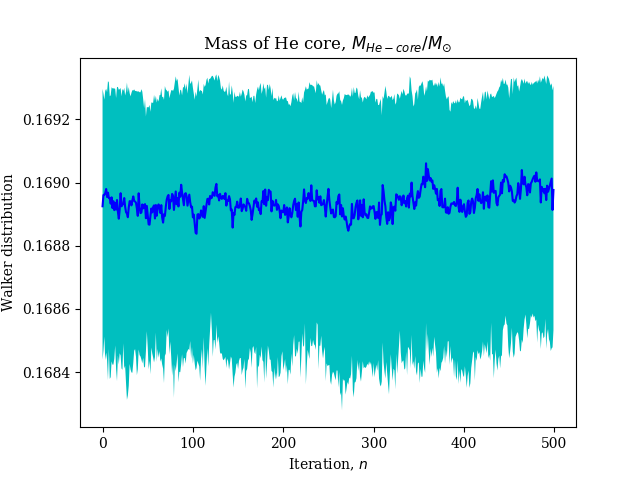 Mass of He core, $M_{He-core}/M_{\odot}$
Walker distribution
0.1692
0.1690
0.1688
0.1686
0.1684
0 100 200 300 400 500
Iteration, n